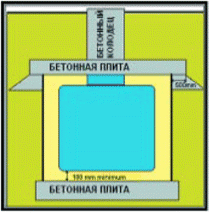 БЕТОННЫЙ
КОЛОДЕЦ
БЕТОННАЯ ПЛИТА
500mm
100 mm minimum
БЕТОННАЯ ПЛИТА